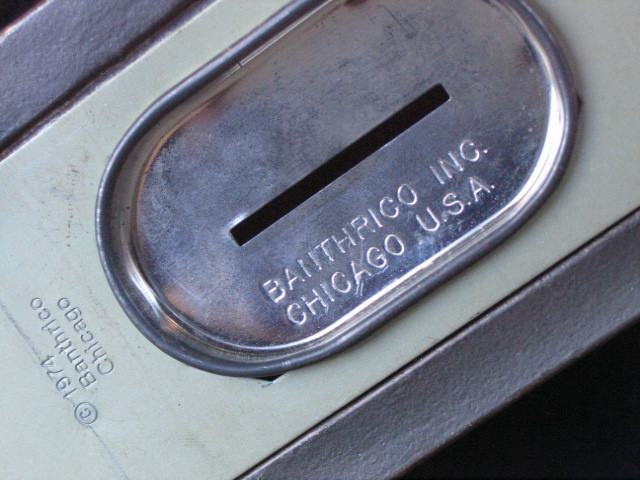 BANTHRICO INC.
CHICAGO U.S.A.
© 1974
Banthrico
Chicago